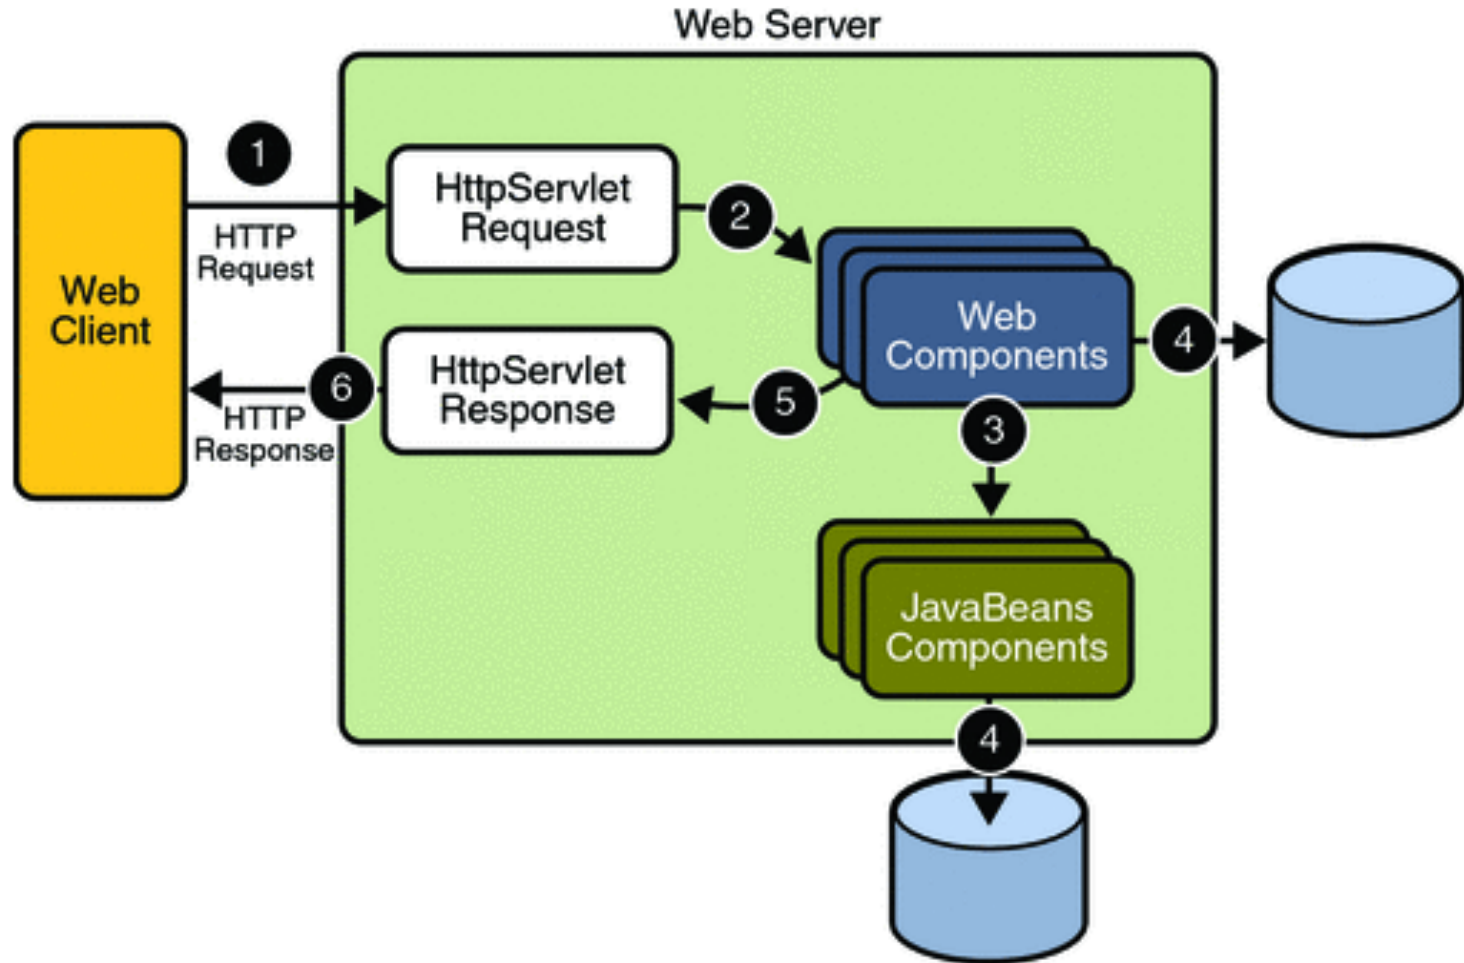 Web Server
1
HttpServlet
Request
2
HTTP
Request
Web
Client
Web
Components
4
6
HttpServlet
Response
5
HTTP
Response
3
JavaBeans
Components
4